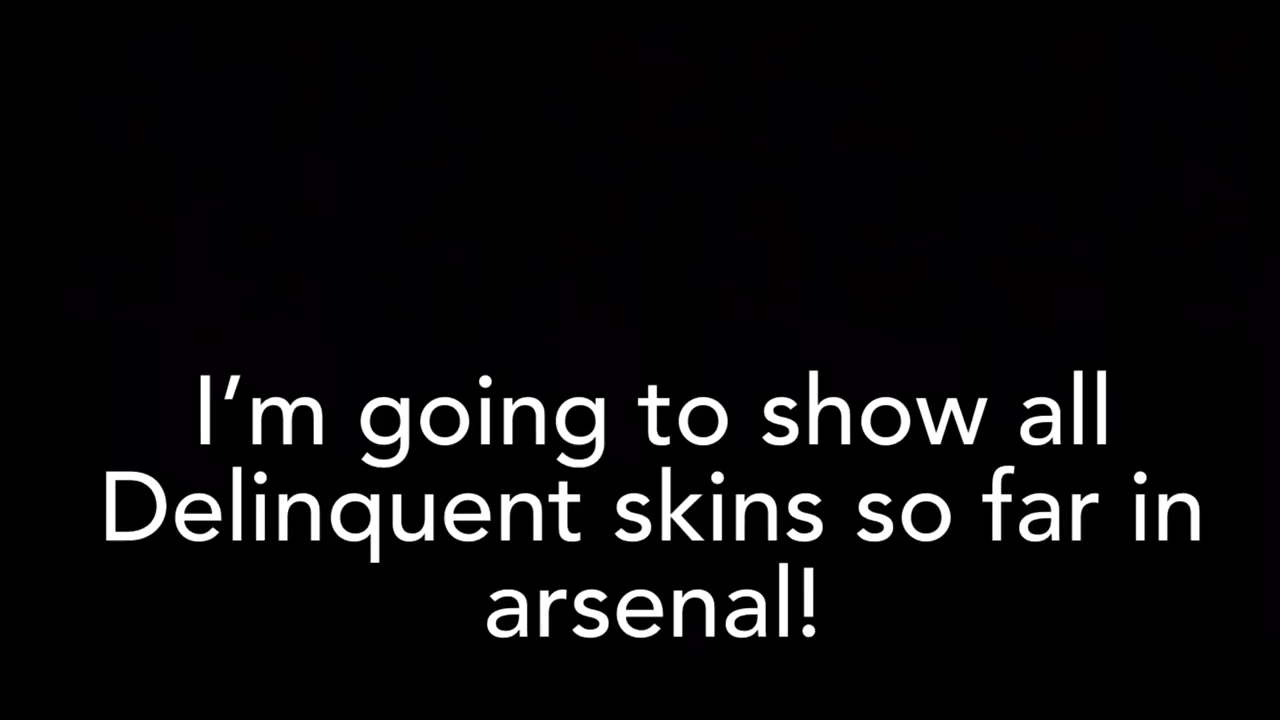 I’m going to show all
Delinquent skins so far in
arsenal!